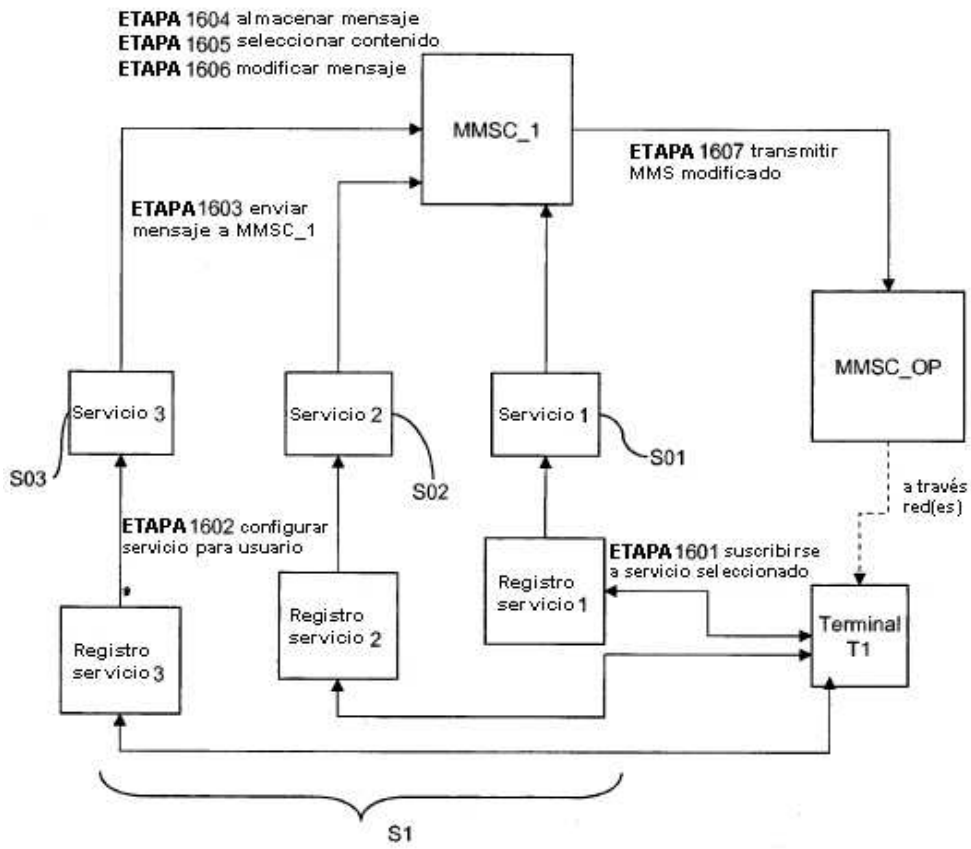 ETAPA 1604 almacenar mensaje
ETAPA 1605 seleccionar contenido
ETAPA 1606 modificar mensaje
MMSC_1
ETAPA 1607 transmitir
MMS modificado
ETAPA 1603 enviar
mensaje a MMSC_1
MMSC_OP
Servicio 3
Servicio 2
Servicio 1
S03
S02
S01
a través
red(es)
ETAPA 1602 configurar
servicio para usuario
ETAPA 1601 suscribirse
a servicio seleccionado
Registro
servicio 3
Registro
servicio 2
Registro
servicio 1
Terminal
T1
S1